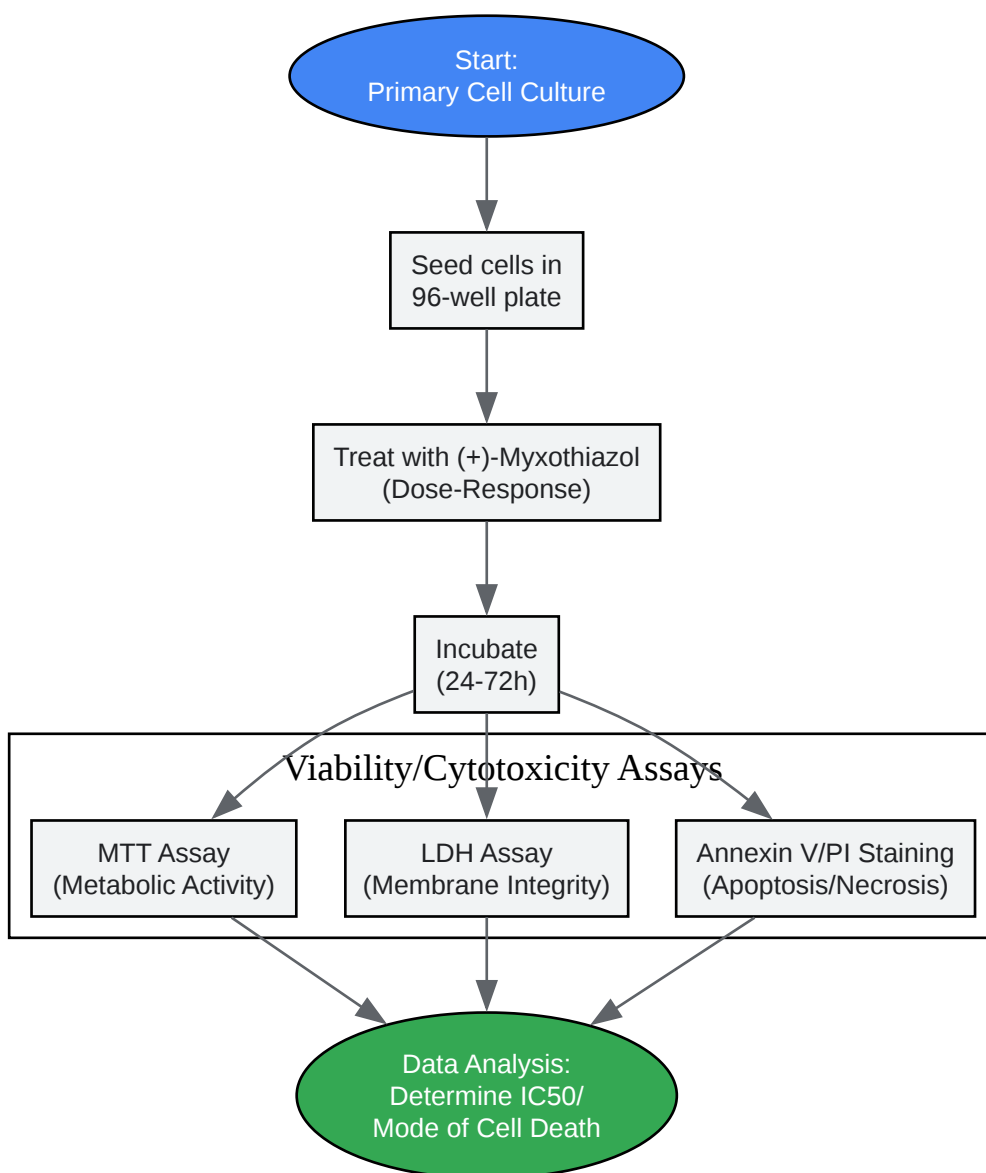 Start:
Primary Cell Culture
Seed cells in
96-well plate
Treat with (+)-Myxothiazol
(Dose-Response)
Incubate
(24-72h)
Viability/Cytotoxicity Assays
MTT Assay
(Metabolic Activity)
LDH Assay
(Membrane Integrity)
Annexin V/PI Staining
(Apoptosis/Necrosis)
Data Analysis:
Determine IC50/
Mode of Cell Death